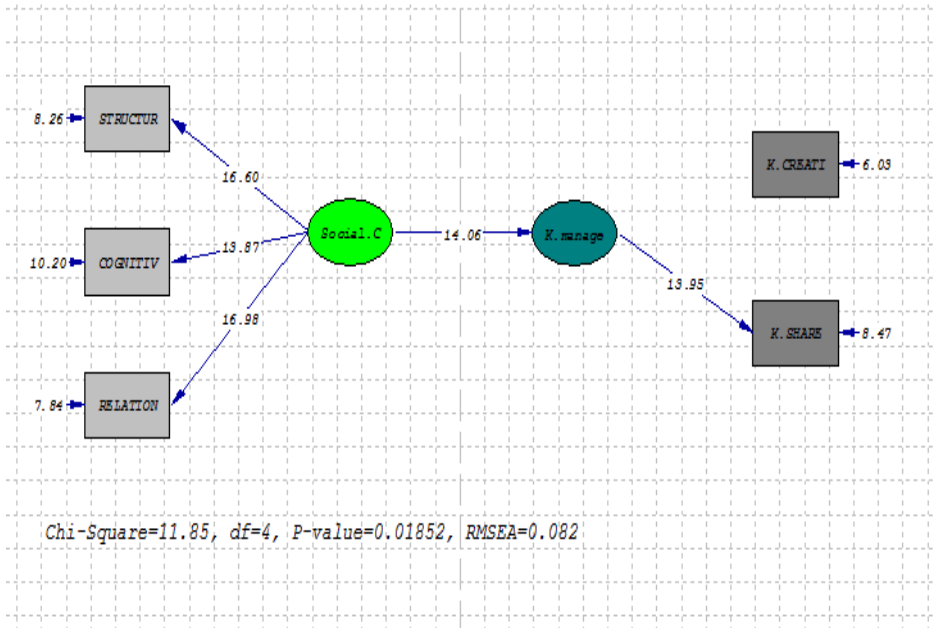 8.26
STRUCTUR
16.60
K.CREATI
6.03
10.20
COGNITIV
13.87
Social.C
14.06
K.manage
13.95
16.98
K.SHARE
8.47
7.84
RELATION
Chi-Square=11.85, df=4, P-value=0.01852, RMSEA=0.082